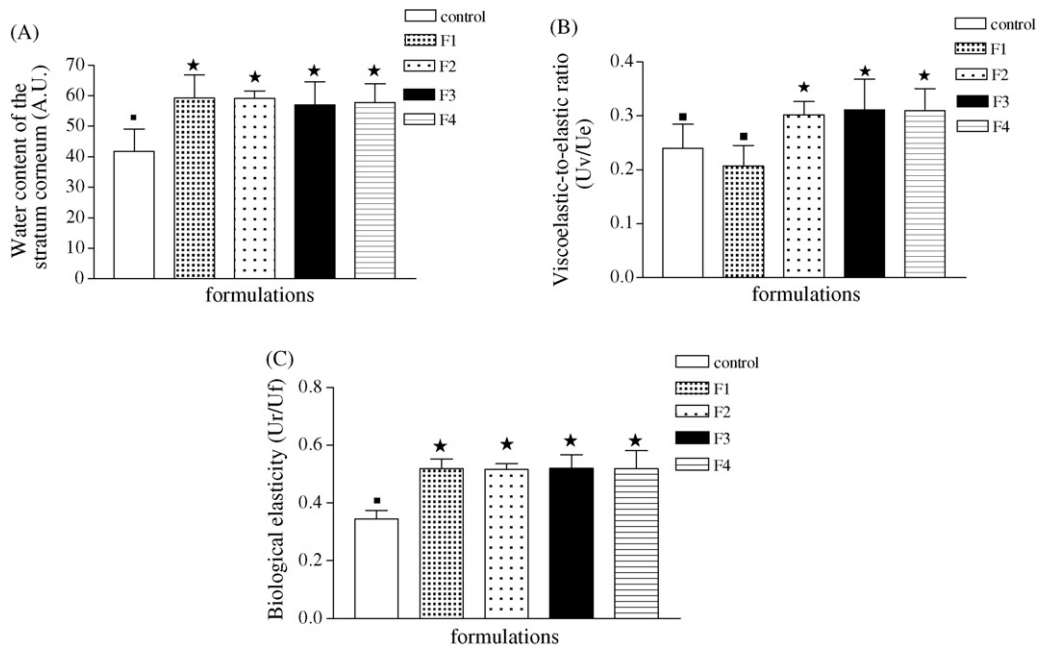 (A)
control
F1
F2
F3
F4
Water content of the
stratum corneum (A.U.)
70
60
50
40
30
20
10
0
formulations
(B)
control
F1
F2
F3
F4
Viscoelastic-to-elastic ratio
(Uv/Ue)
0.4
0.3
0.2
0.1
0.0
formulations
(C)
control
F1
F2
F3
F4
Biological elasticity (Ur/Uf)
0.8
0.6
0.4
0.2
0.0
formulations